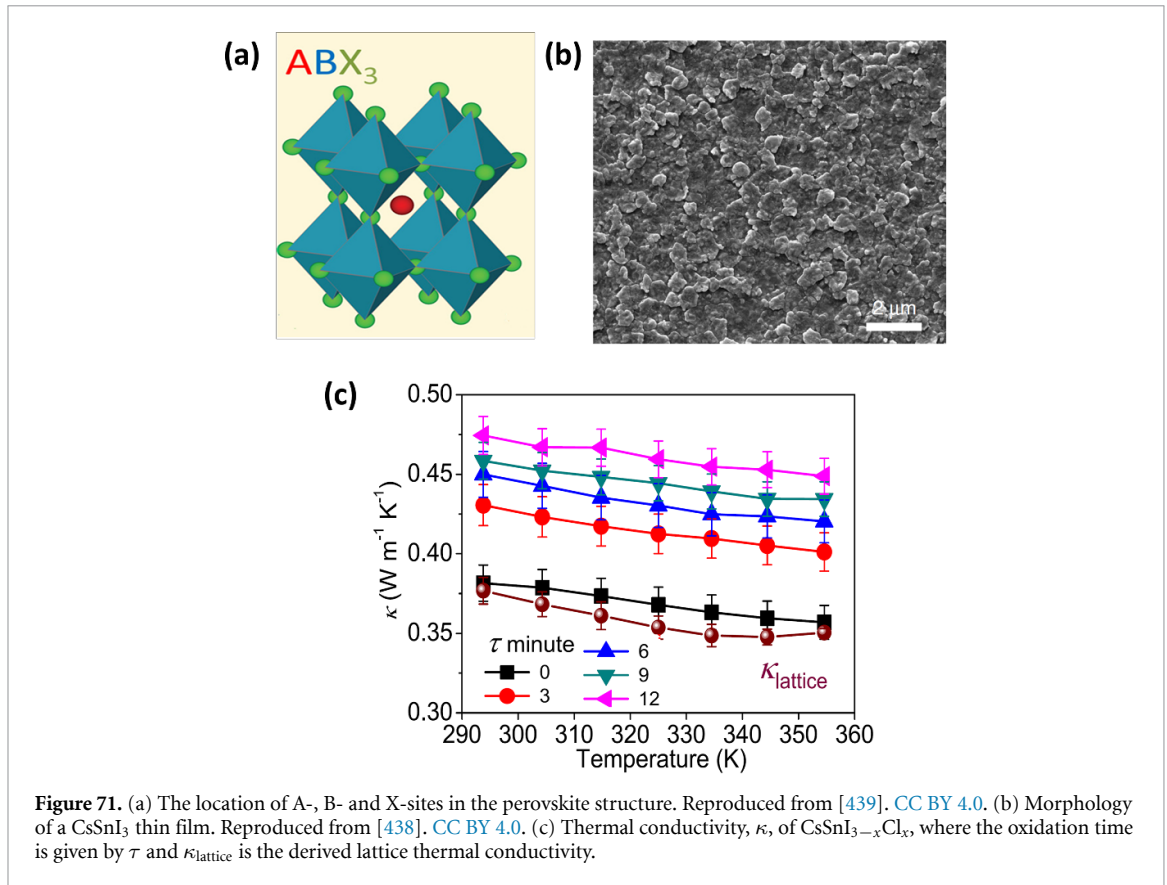 (a)
ABX₃
(b)
2 μm
(c)
0.50
0.45
0.40
0.35
0.30
κ (W m⁻¹ K⁻¹)
τ minute
0
3
6
9
12
κlattice
290 300 310 320 330 340 350 360
Temperature (K)
Figure 71. (a) The location of A-, B- and X-sites in the perovskite structure. Reproduced from [439]. CC BY 4.0. (b) Morphology
of a CsSnI₃ thin film. Reproduced from [438]. CC BY 4.0. (c) Thermal conductivity, κ, of CsSnI₃₋ₓClₓ, where the oxidation time
is given by τ and κlattice is the derived lattice thermal conductivity.